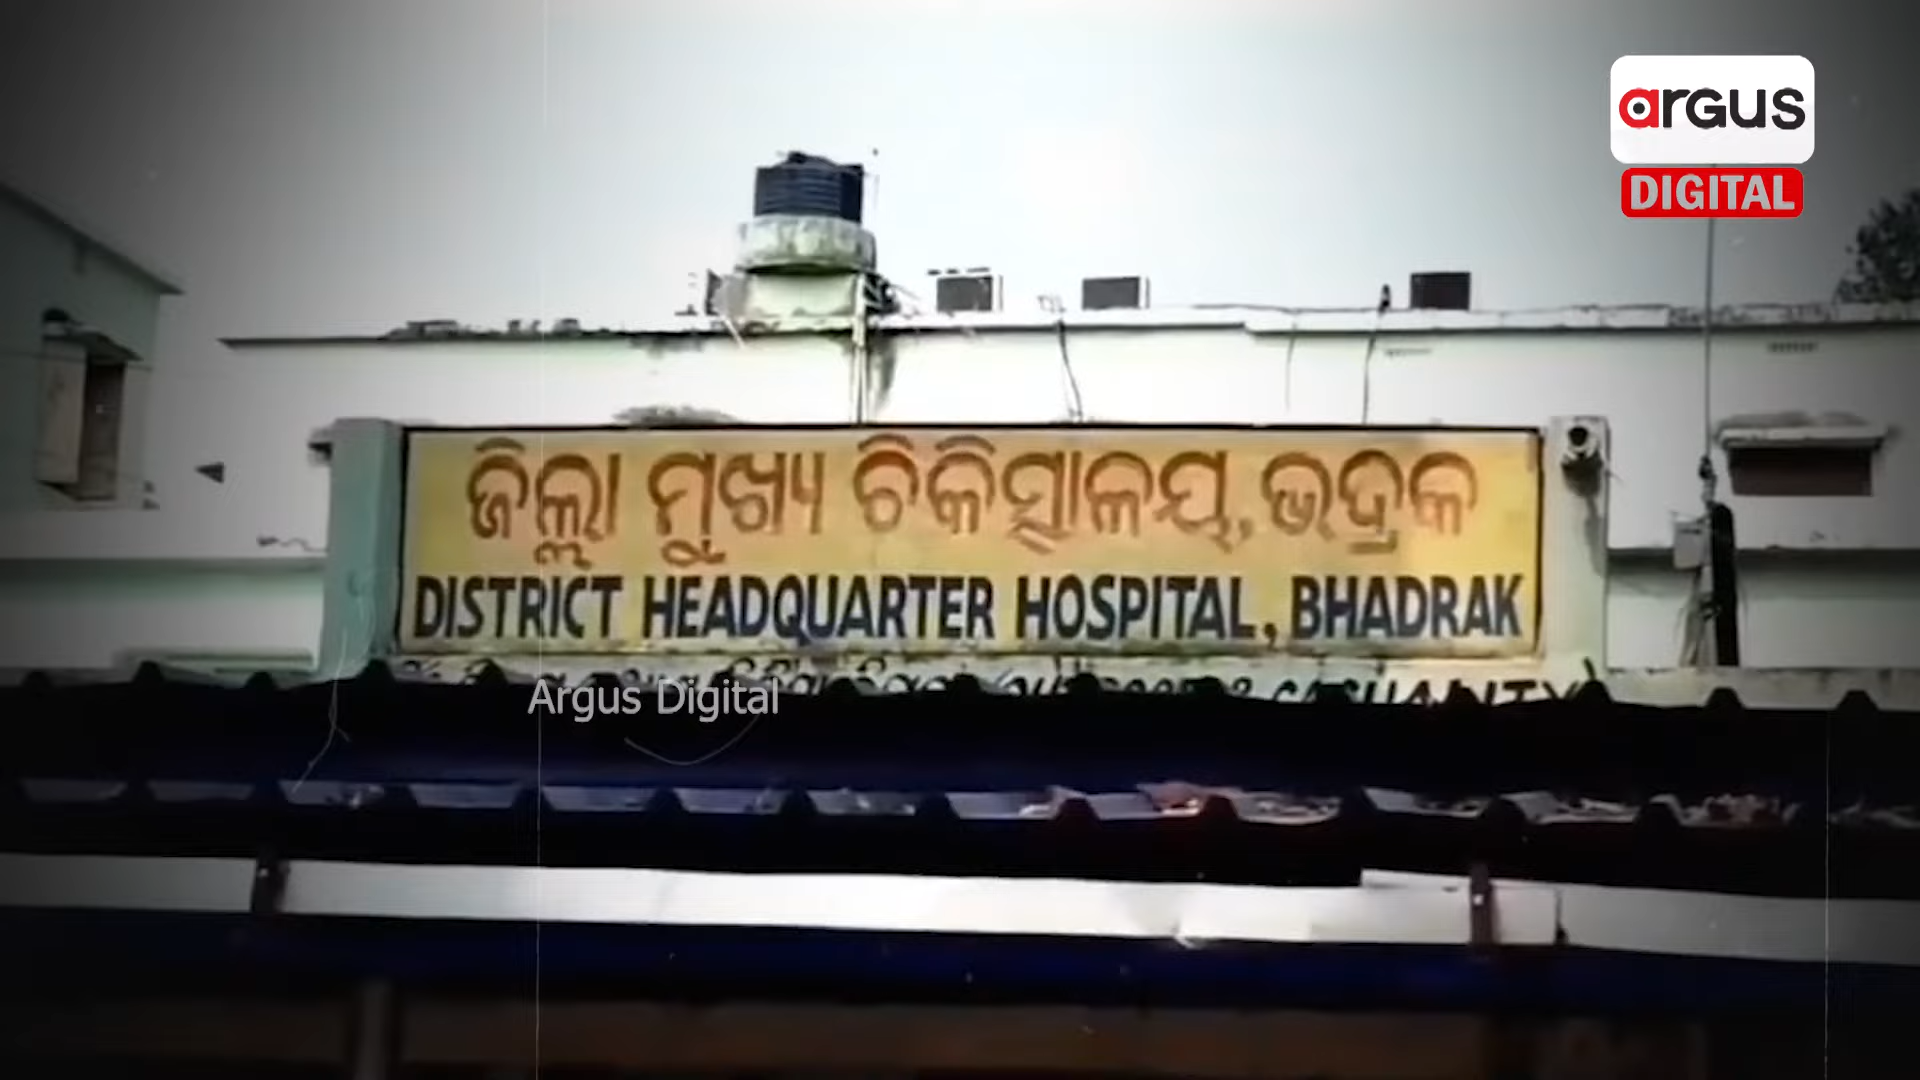 argus
DIGITAL
ଜିଲ୍ଲା ମୁଖ୍ୟ ଚିକିତ୍ସାଳୟ, ଭଦ୍ରକ
DISTRICT HEADQUARTER HOSPITAL, BHADRAK
Argus Digital